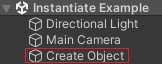 Instantiate Example
Directional Light
Main Camera
Create Object